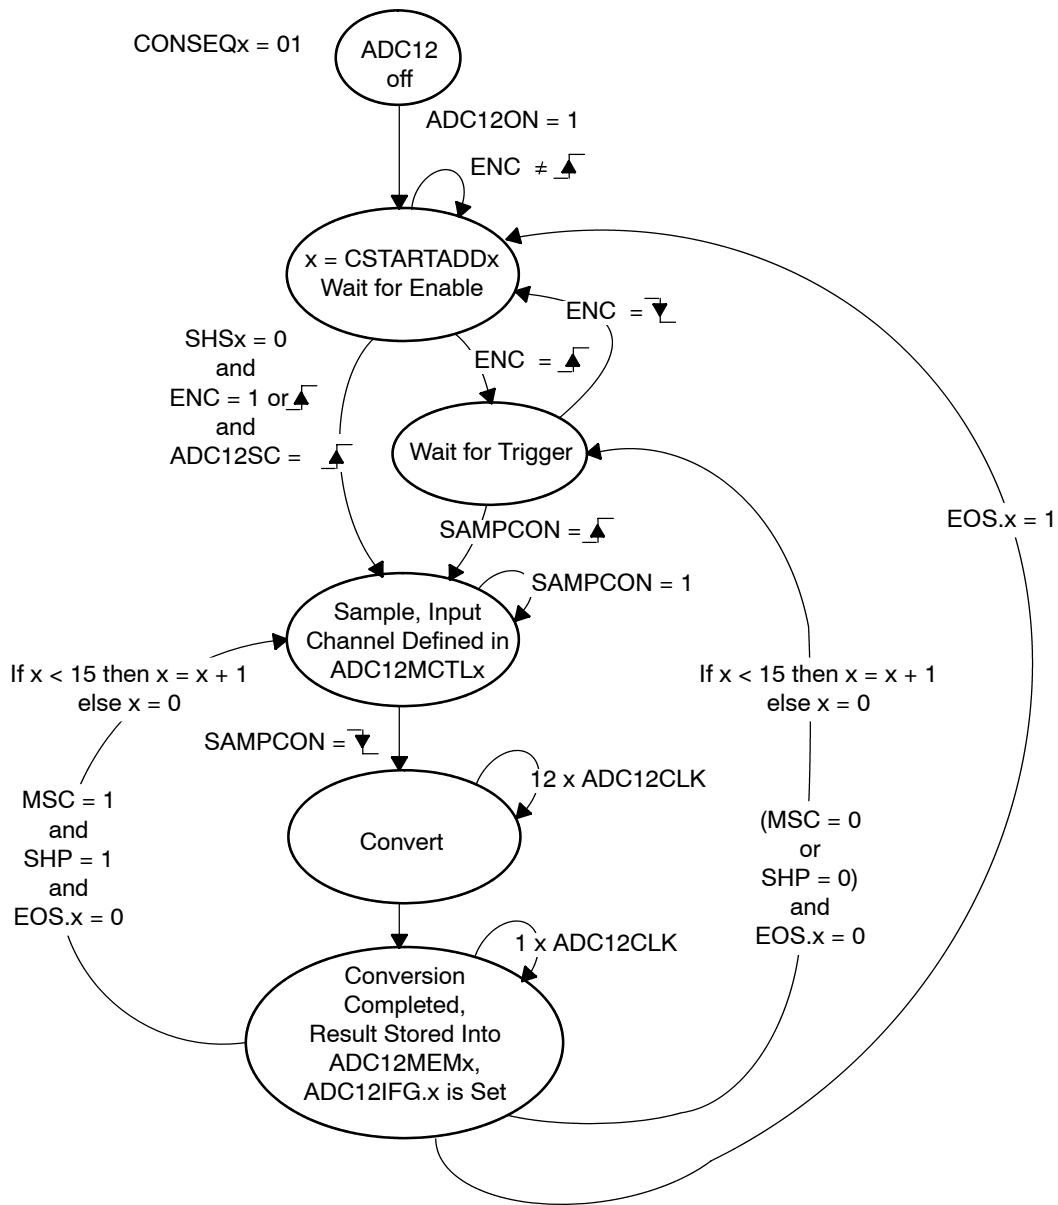 CONSEQx = 01
ADC12
off
ADC12ON = 1
ENC ≠
x = CSTARTADDx
Wait for Enable
ENC =
SHSx = 0
and
ENC = 1 or
and
ADC12SC =
ENC =
Wait for Trigger
SAMPCON =
EOS.x = 1
SAMPCON = 1
Sample, Input
Channel Defined in
ADC12MCTLx
If x < 15 then x = x + 1
else x = 0
If x < 15 then x = x + 1
else x = 0
SAMPCON =
12 x ADC12CLK
MSC = 1
and
SHP = 1
and
EOS.x = 0
Convert
(MSC = 0
or
SHP = 0)
and
EOS.x = 0
1 x ADC12CLK
Conversion
Completed,
Result Stored Into
ADC12MEMx,
ADC12IFG.x is Set